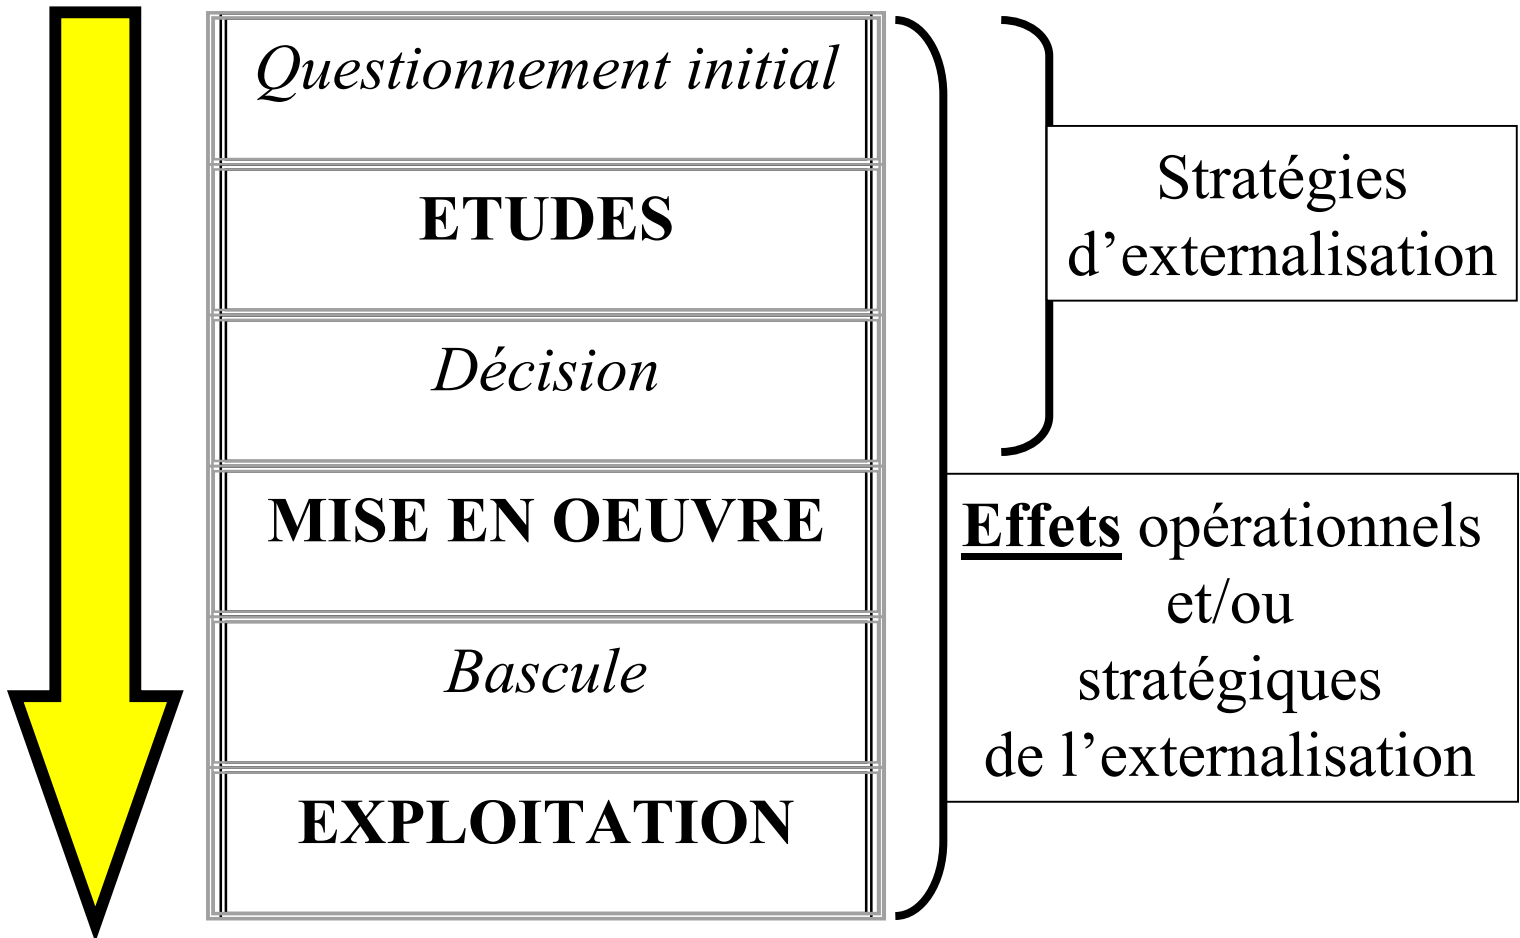 Questionnement initial
ETUDES
Décision
MISE EN OEUVRE
Bascule
EXPLOITATION
Stratégies
d’externalisation
Effets opérationnels
et/ou
stratégiques
de l’externalisation